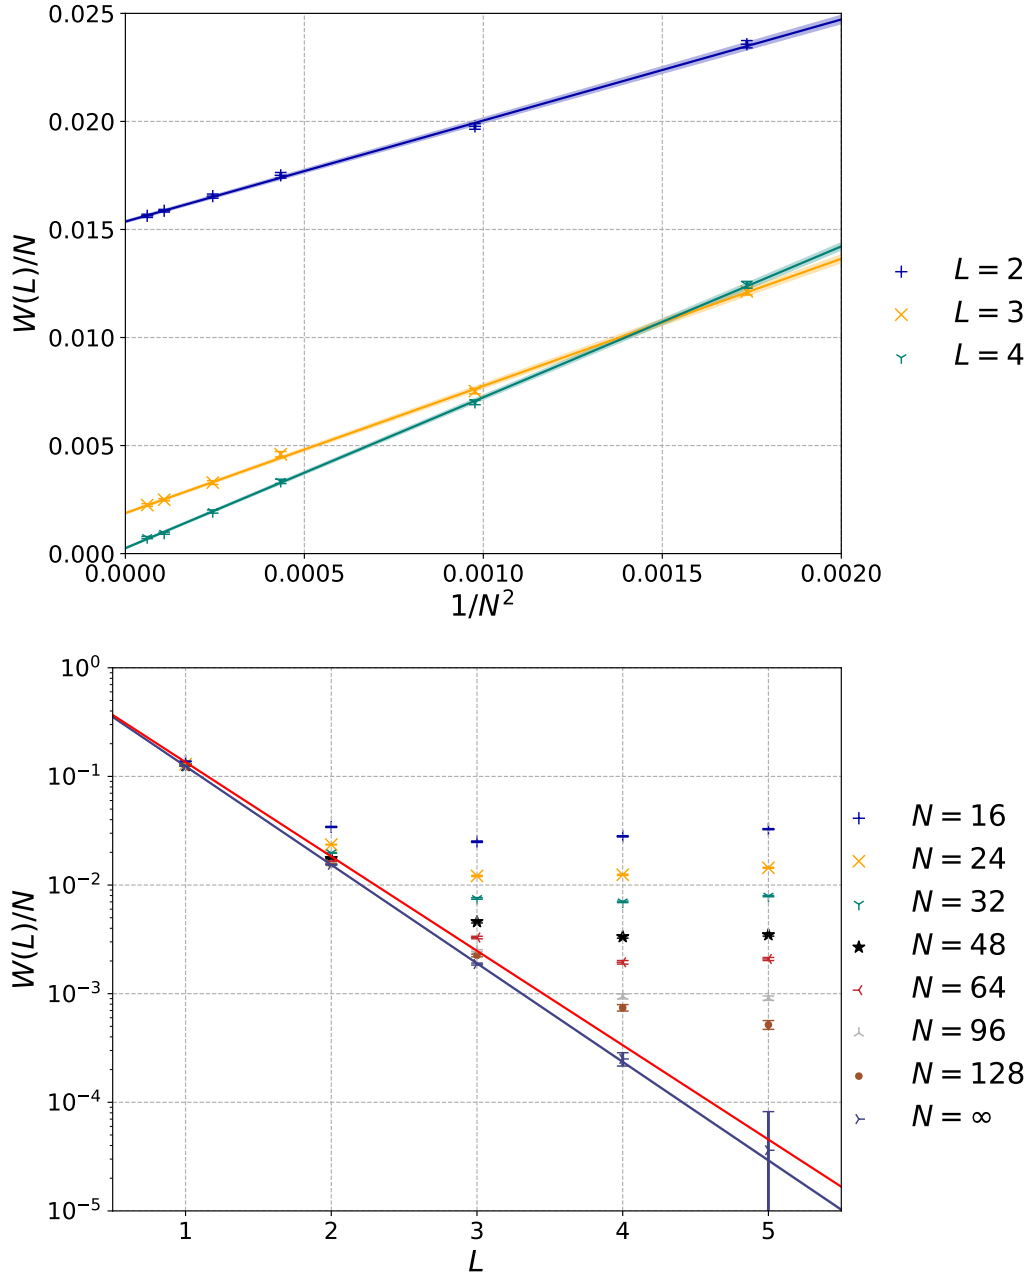 0.025
0.020
0.015
0.010
0.005
0.000
W(L)/N
0.0000 0.0005 0.0010 0.0015 0.0020
1/N²
L = 2
L = 3
L = 4
10⁰
10⁻¹
10⁻²
10⁻³
10⁻⁴
10⁻⁵
W(L)/N
1 2 3 4 5
L
N = 16
N = 24
N = 32
N = 48
N = 64
N = 96
N = 128
N = ∞